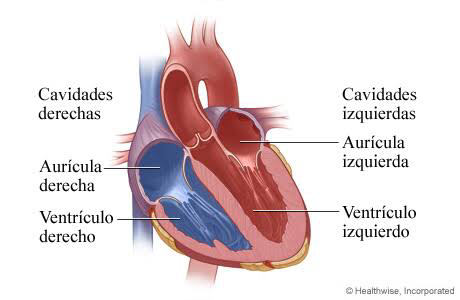 Cavidades
derechas
Aurícula
derecha
Ventrículo
derecho
Cavidades
izquierdas
Aurícula
izquierda
Ventrículo
izquierdo
© Healthwise, Incorporated